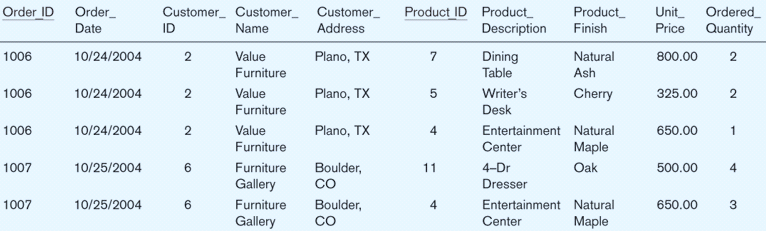 Order_ID Order_ Customer_ Customer_ Customer_ Product_ID Product_ Product_ Unit_ Ordered_
Date ID Name Address Description Finish Price Quantity
1006 10/24/2004 2 Value Plano, TX 7 Dining Natural 800.00 2
Furniture Table Ash
1006 10/24/2004 2 Value Plano, TX 5 Writer's Cherry 325.00 2
Furniture Desk
1006 10/24/2004 2 Value Plano, TX 4 Entertainment Natural 650.00 1
Furniture Center Maple
1007 10/25/2004 6 Furniture Boulder, 11 4–Dr Oak 500.00 4
Gallery CO Dresser
1007 10/25/2004 6 Furniture Boulder, 4 Entertainment Natural 650.00 3
Gallery CO Center Maple